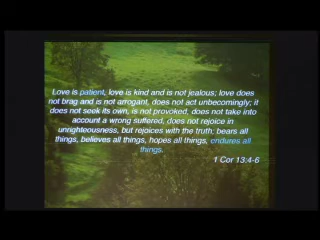 Love is patient, love is kind and is not jealous; love does
not brag and is not arrogant, does not act unbecomingly; it
does not seek its own, is not provoked, does not take into
account a wrong suffered, does not rejoice in
unrighteousness, but rejoices with the truth; bears all
things, believes all things, hopes all things, endures all
things.
1 Cor 13:4-6